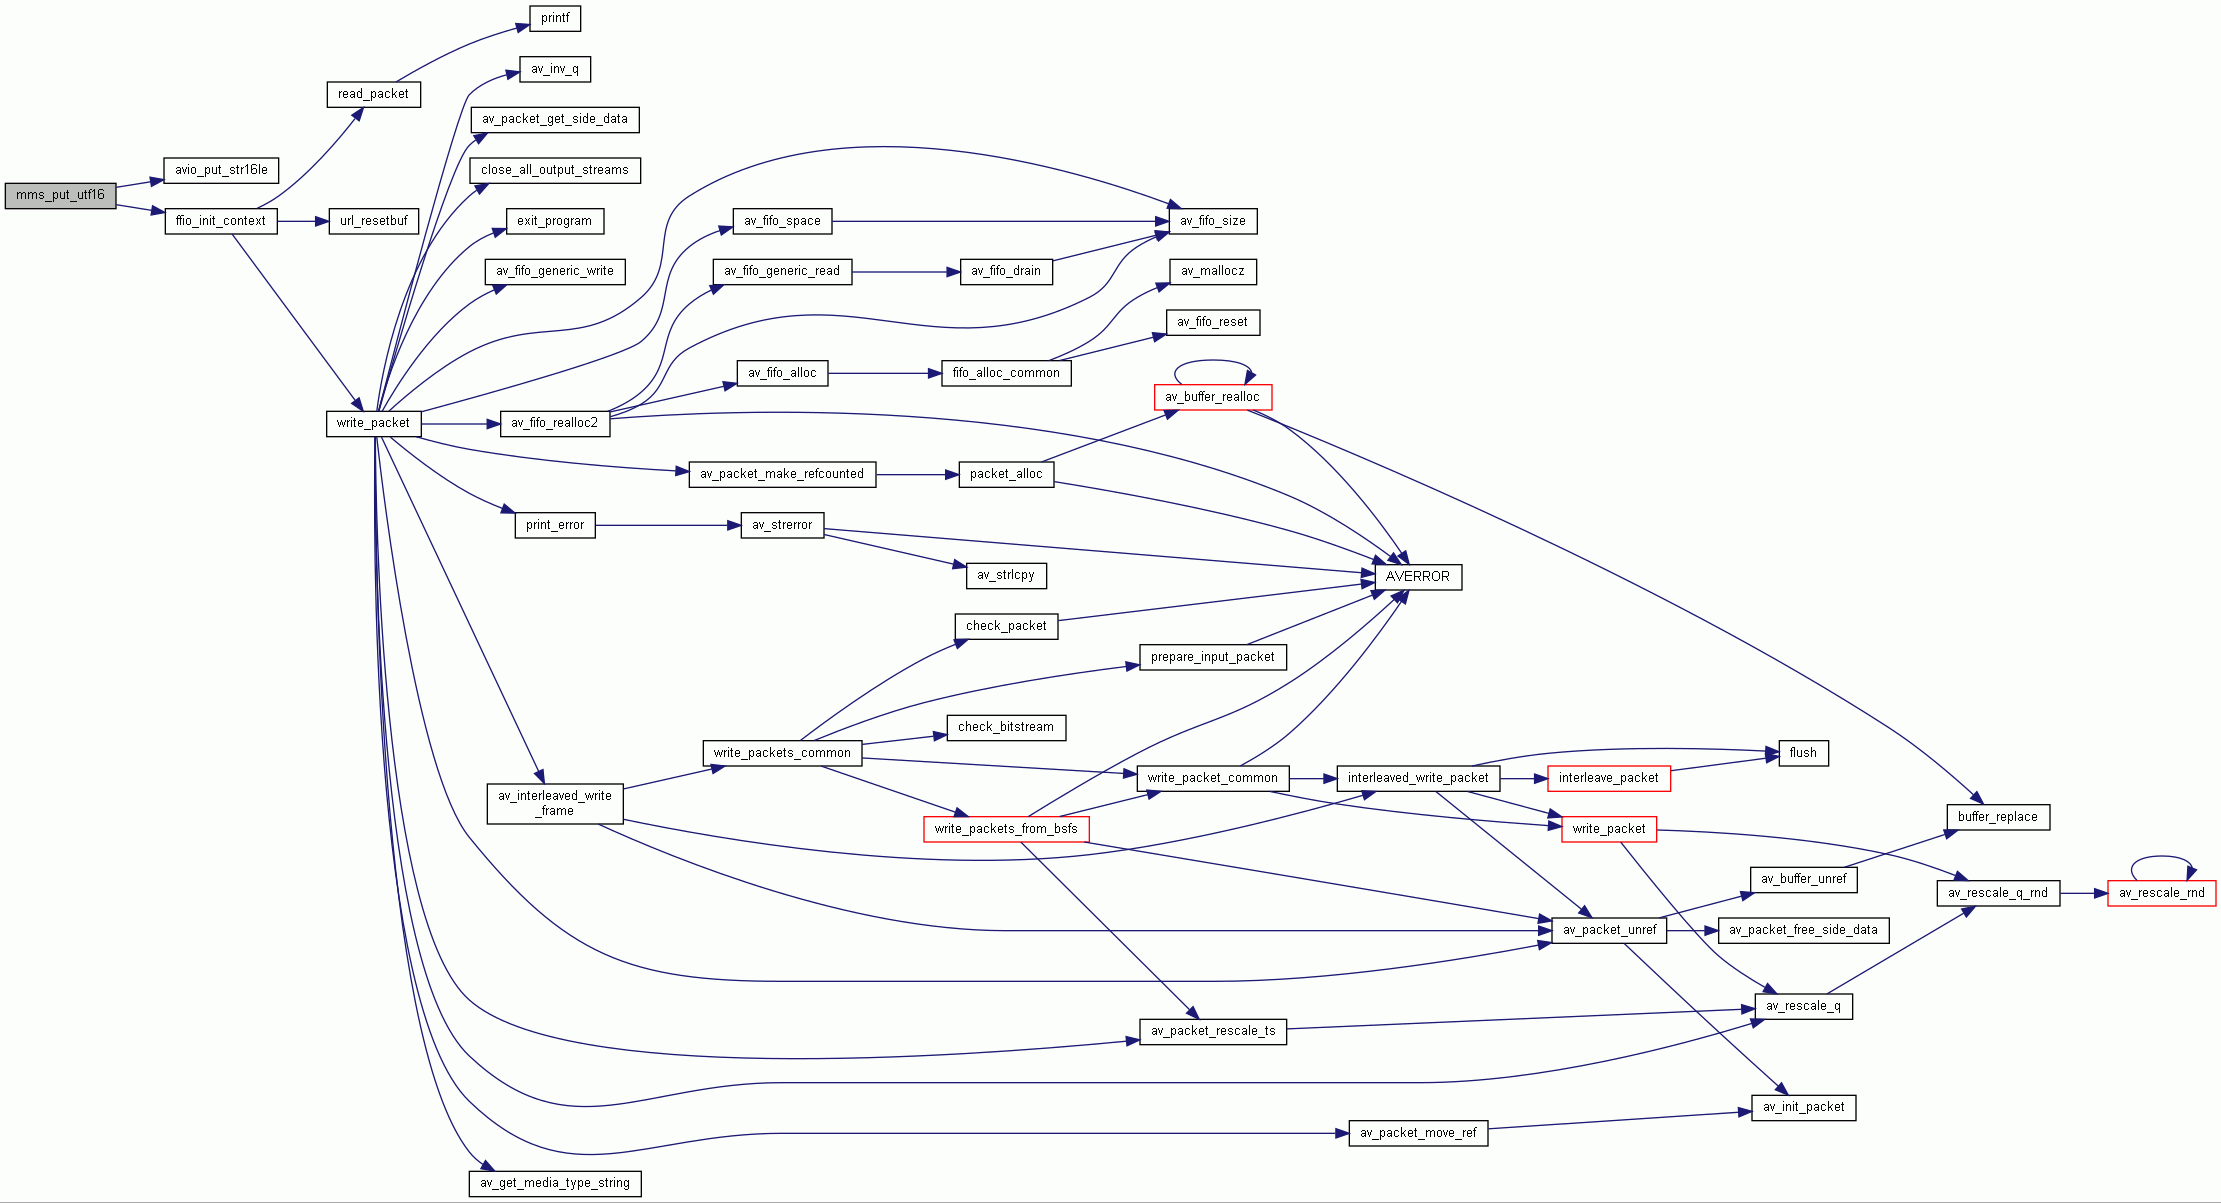 printf
av_inv_q
read_packet
av_packet_get_side_data
avio_put_str16le
close_all_output_streams
mms_put_utf16
ffio_init_context
url_resetbuf
exit_program
av_fifo_space
av_fifo_size
av_fifo_generic_write
av_fifo_generic_read
av_fifo_drain
av_mallocz
av_fifo_reset
av_fifo_alloc
fifo_alloc_common
av_buffer_realloc
write_packet
av_fifo_realloc2
av_packet_make_refcounted
packet_alloc
print_error
av_strerror
av_strlcpy
AVERROR
check_packet
prepare_input_packet
check_bitstream
write_packets_common
write_packet_common
interleaved_write_packet
interleave_packet
flush
av_interleaved_write
_frame
write_packets_from_bsfs
write_packet
buffer_replace
av_buffer_unref
av_rescale_q_rnd
av_rescale_rnd
av_packet_unref
av_packet_free_side_data
av_rescale_q
av_packet_rescale_ts
av_init_packet
av_packet_move_ref
av_get_media_type_string